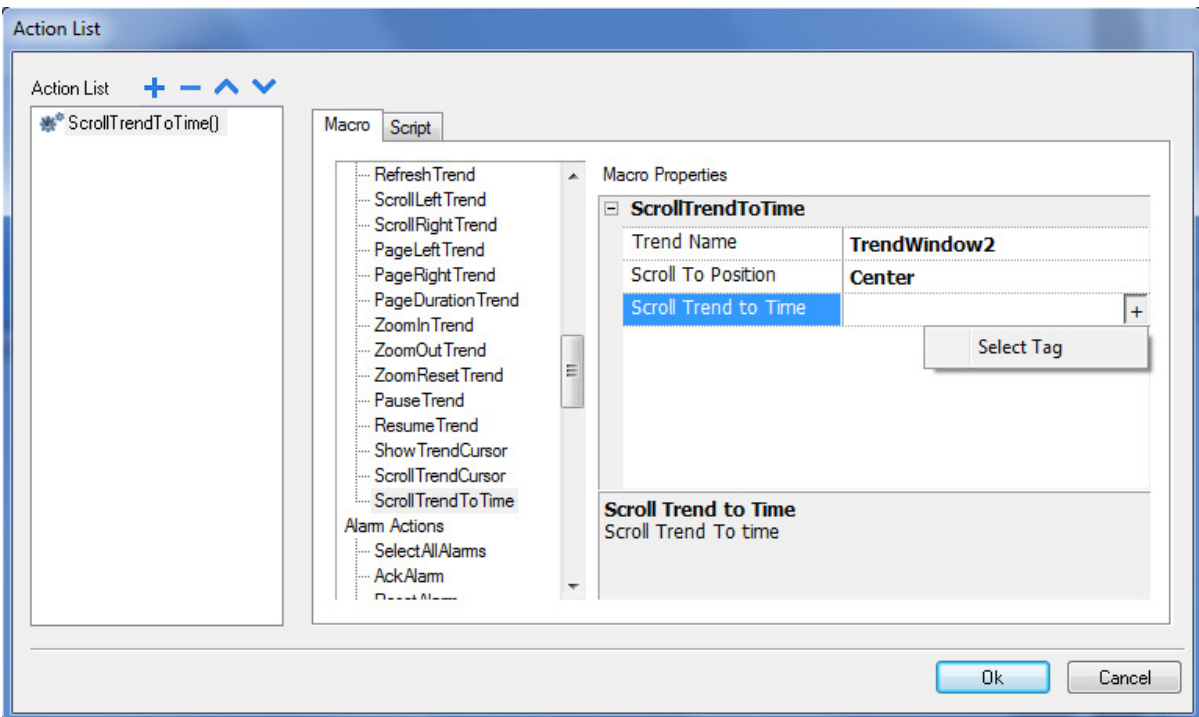 Action List
Action List
ScrollTrendToTime()
Macro
Script
RefreshTrend
ScrollLeftTrend
ScrollRightTrend
PageLeftTrend
PageRightTrend
PageDurationTrend
ZoomInTrend
ZoomOutTrend
ZoomResetTrend
PauseTrend
ResumeTrend
ShowTrendCursor
ScrollTrendCursor
ScrollTrendToTime
Alarm Actions
SelectAllAlarms
AckAlarm
ResetAlarm
Macro Properties
ScrollTrendToTime
Trend Name TrendWindow2
Scroll To Position Center
Scroll Trend to Time +
Select Tag
Scroll Trend to Time
Scroll Trend To time
Ok Cancel